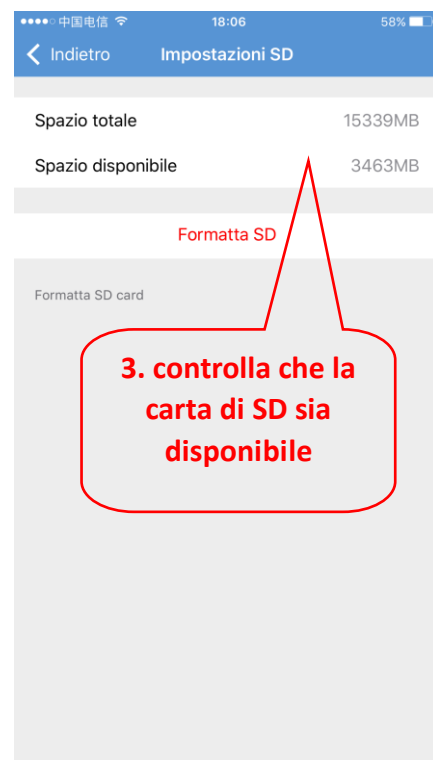 中国电信 18:06 58%
Indietro Impostazioni SD
Spazio totale 15339MB
Spazio disponibile 3463MB
Formatta SD
Formatta SD card
3. controlla che la
carta di SD sia
disponibile